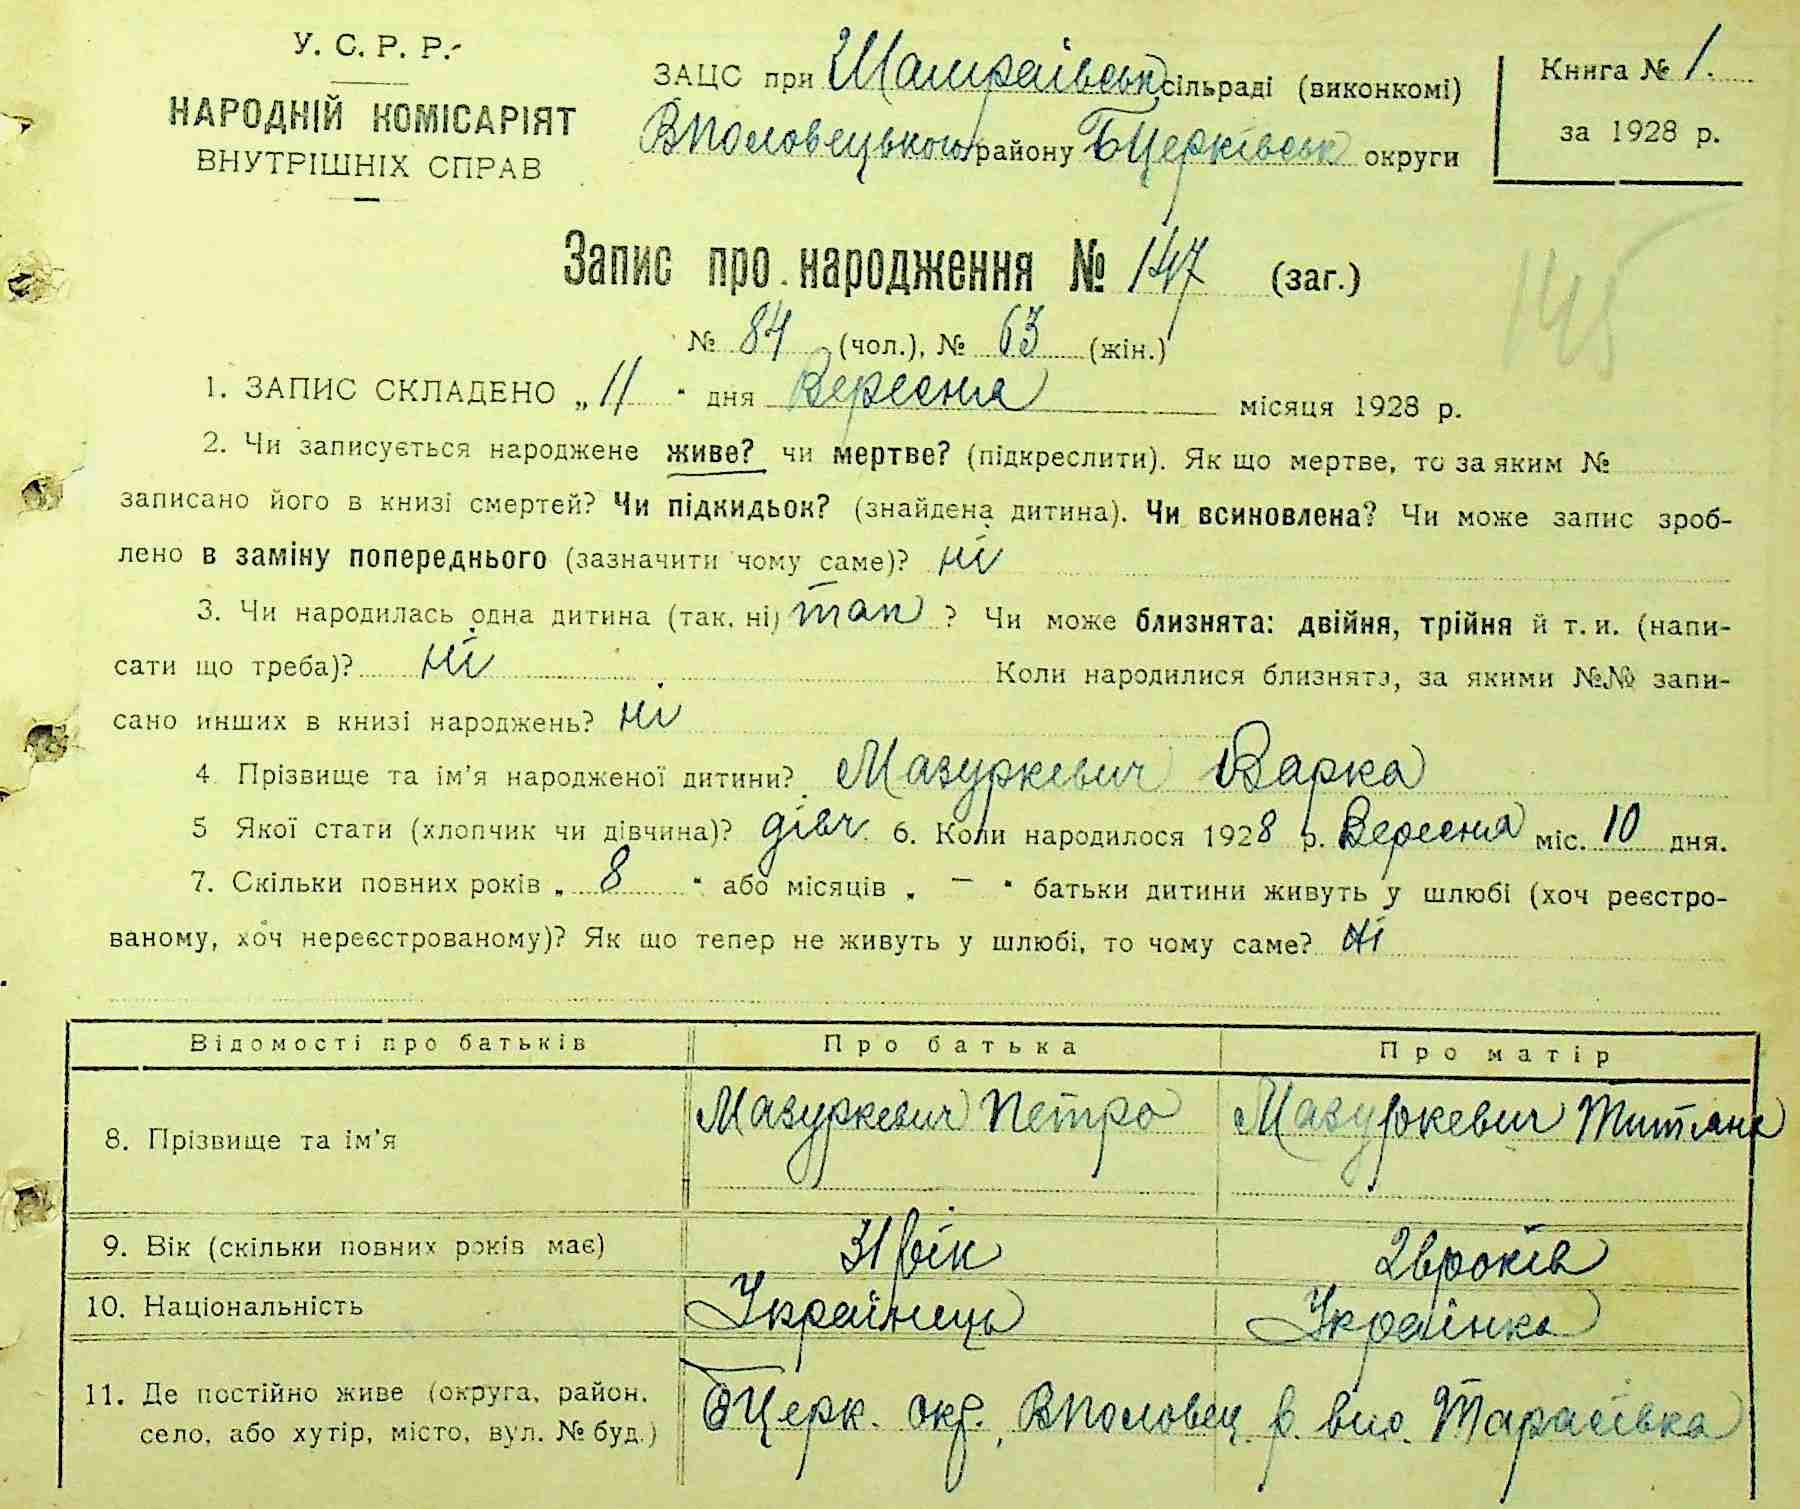 У. С. Р. Р.
НАРОДНІЙ КОМІСАРІЯТ
ВНУТРІШНІХ СПРАВ
ЗАЦС при Шамраївськ сільраді (виконкомі)
ВПоловецького району БЦерківськ округи
Книга № 1.
за 1928 р.
Запис про народження № 147 (заг.)
145
№ 84 (чол.), № 63 (жін.)
1. ЗАПИС СКЛАДЕНО „11" дня Вересня місяця 1928 р.
2. Чи записується народжене живе? чи мертве? (підкреслити). Як що мертве, то за яким №
записано його в книзі смертей? Чи підкидьок? (знайдена дитина). Чи всиновлена? Чи може запис зроб-
лено в заміну попереднього (зазначити чому саме)? ні
3. Чи народилась одна дитина (так, ні) так ? Чи може близнята: двійня, трійня й т. и. (напи-
сати що треба)? ні Коли народилися близнята, за якими №№ запи-
сано инших в книзі народжень? ні
4. Прізвище та ім'я народженої дитини? Мазуркевич Варка
5 Якої стати (хлопчик чи дівчина)? дівч. 6. Коли народилося 1928 р. Вересня міс. 10 дня.
7. Скільки повних років „ 8 " або місяців „ — " батьки дитини живуть у шлюбі (хоч реєстро-
ваному, хоч нереєстрованому)? Як що тепер не живуть у шлюбі, то чому саме? ні
Відомості про батьків Про батька Про матір
8. Прізвище та ім'я Мазуркевич Петро Мазуркевич Титяна
9. Вік (скільки повних років має) 31 рік 26 років
10. Національність Українець Українка
11. Де постійно живе (округа, район,
село, або хутір, місто, вул. № буд.) БЦерк. окр., ВПоловец. р. Тарасівка